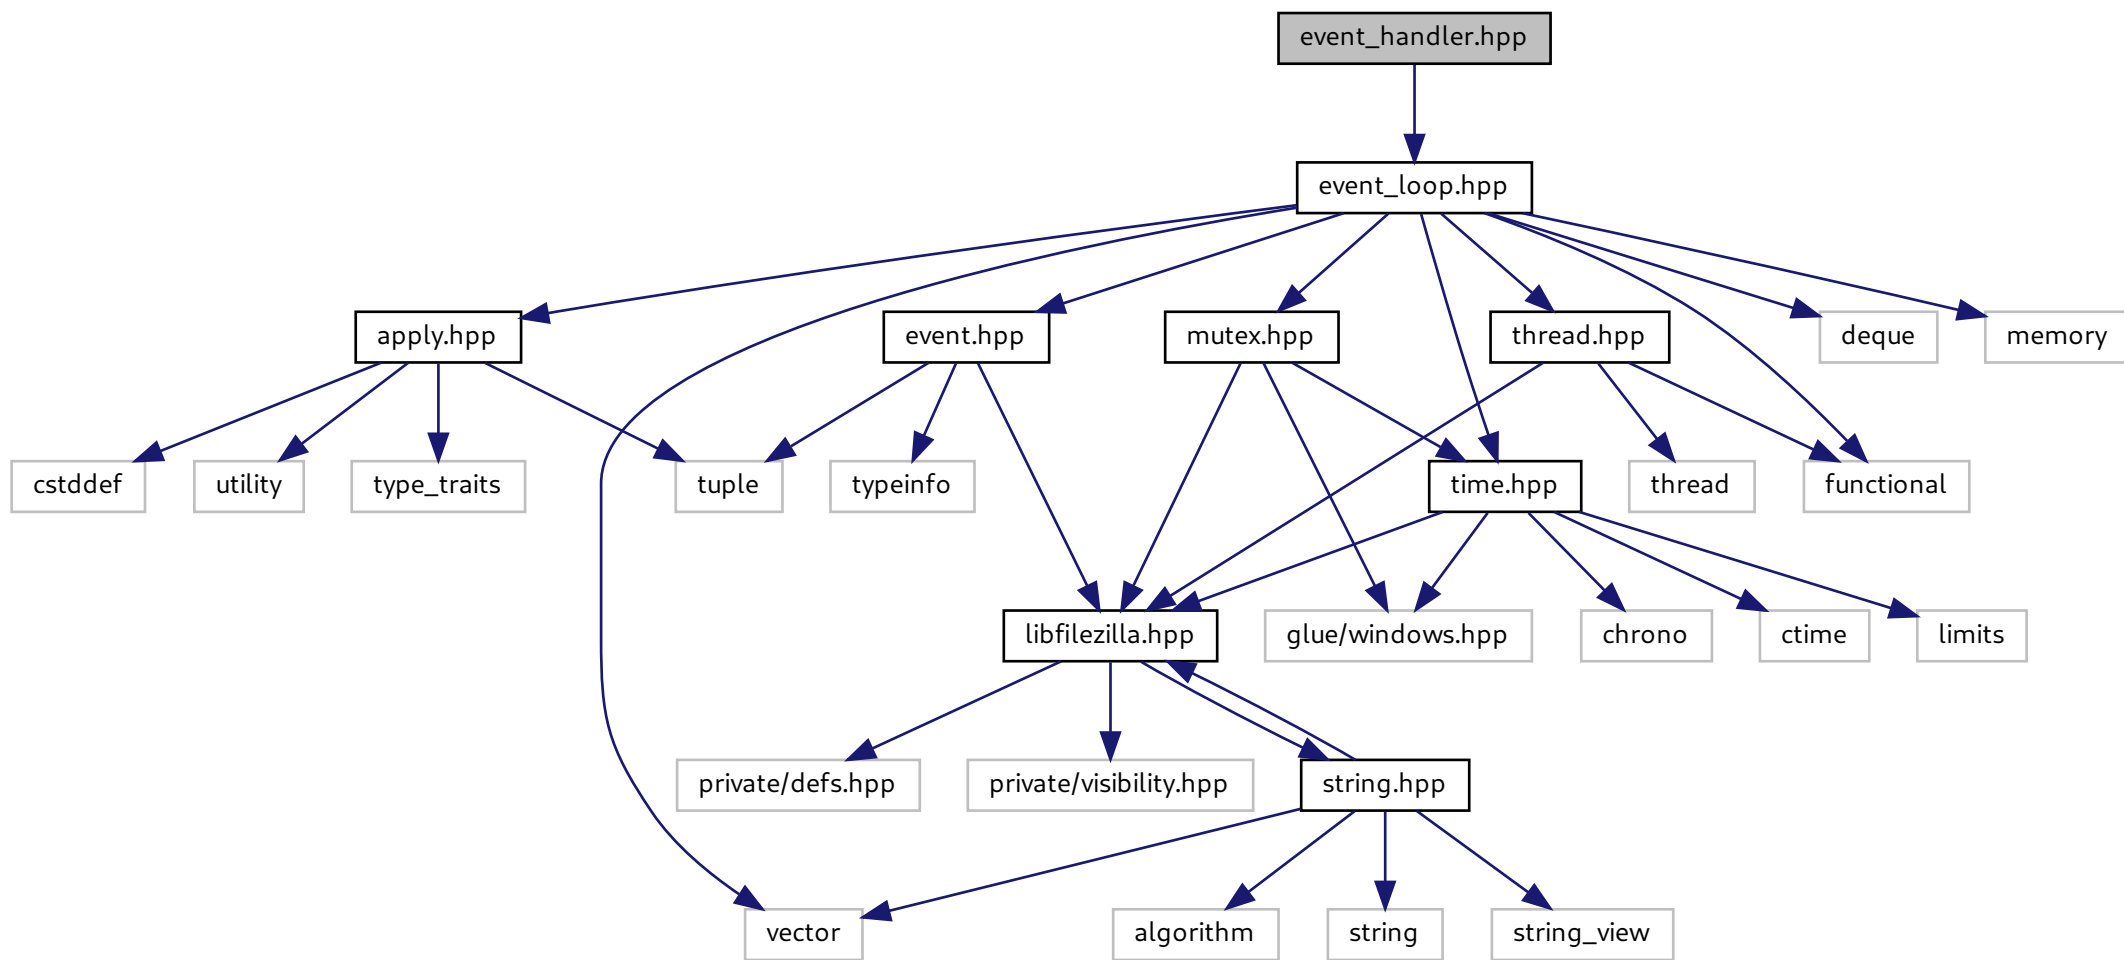 event_handler.hpp
event_loop.hpp
apply.hpp
event.hpp
mutex.hpp
thread.hpp
deque
memory
cstddef
utility
type_traits
tuple
typeinfo
time.hpp
thread
functional
libfilezilla.hpp
glue/windows.hpp
chrono
ctime
limits
private/defs.hpp
private/visibility.hpp
string.hpp
vector
algorithm
string
string_view